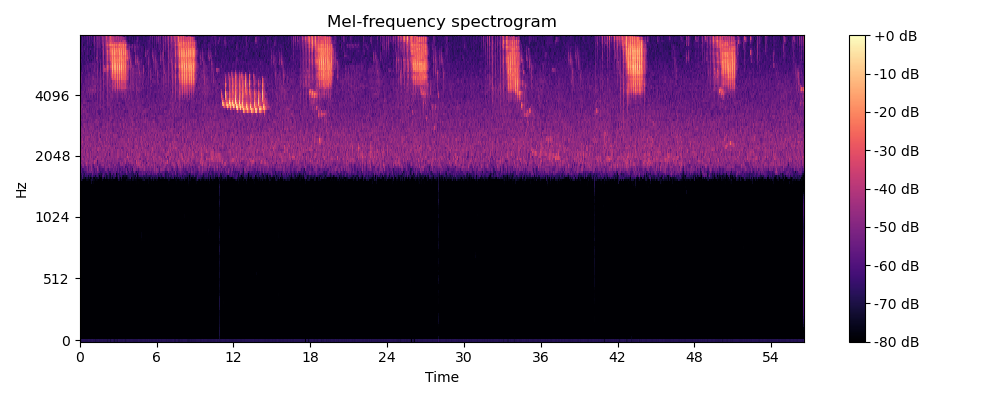 Mel-frequency spectrogram
Hz
4096
2048
1024
512
0
0 6 12 18 24 30 36 42 48 54
Time
+0 dB
-10 dB
-20 dB
-30 dB
-40 dB
-50 dB
-60 dB
-70 dB
-80 dB